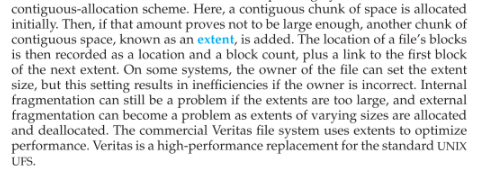 contiguous-allocation scheme. Here, a contiguous chunk of space is allocated
initially. Then, if that amount proves not to be large enough, another chunk of
contiguous space, known as an extent, is added. The location of a file's blocks
is then recorded as a location and a block count, plus a link to the first block
of the next extent. On some systems, the owner of the file can set the extent
size, but this setting results in inefficiencies if the owner is incorrect. Internal
fragmentation can still be a problem if the extents are too large, and external
fragmentation can become a problem as extents of varying sizes are allocated
and deallocated. The commercial Veritas file system uses extents to optimize
performance. Veritas is a high-performance replacement for the standard UNIX
UFS.